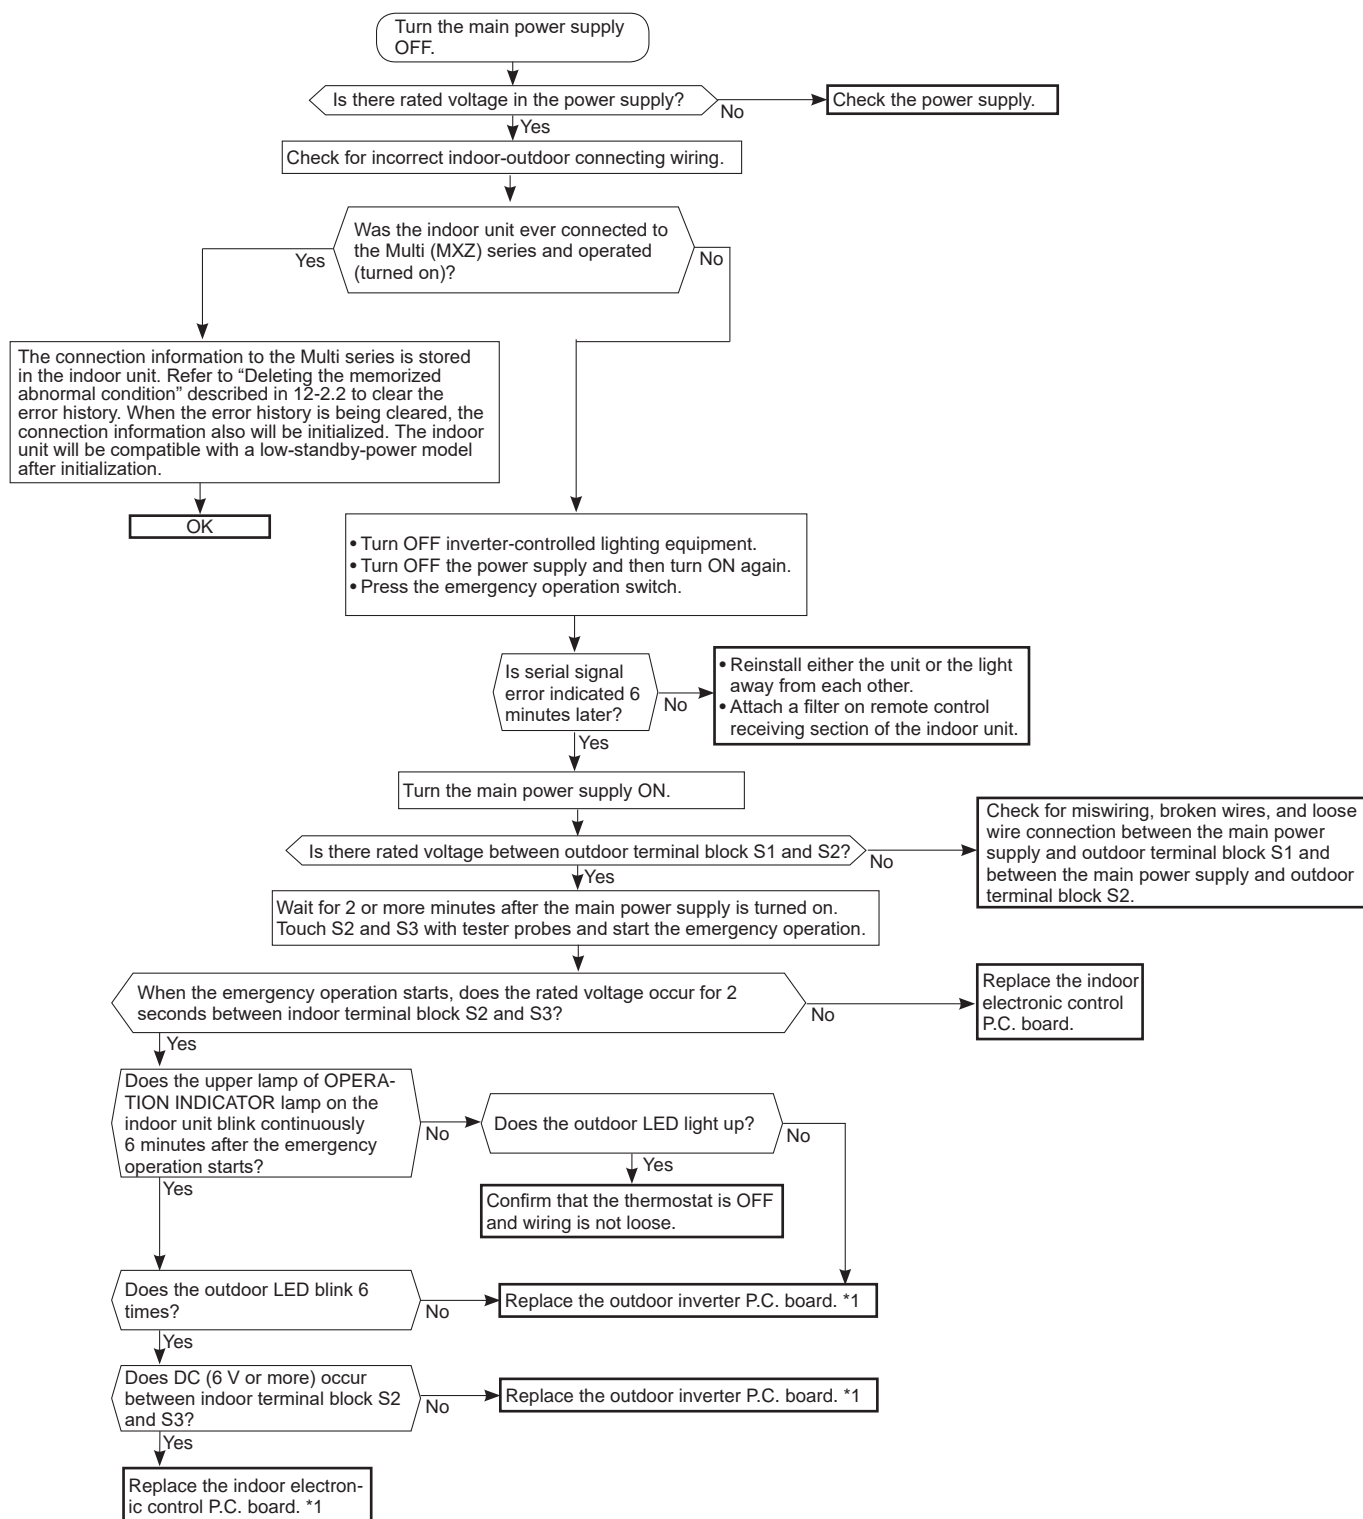 Turn the main power supply
OFF.
Is there rated voltage in the power supply?
No
Check the power supply.
Yes
Check for incorrect indoor-outdoor connecting wiring.
Was the indoor unit ever connected to
the Multi (MXZ) series and operated
(turned on)?
Yes
No
The connection information to the Multi series is stored
in the indoor unit. Refer to “Deleting the memorized
abnormal condition” described in 12-2.2 to clear the
error history. When the error history is being cleared, the
connection information also will be initialized. The indoor
unit will be compatible with a low-standby-power model
after initialization.
OK
• Turn OFF inverter-controlled lighting equipment.
• Turn OFF the power supply and then turn ON again.
• Press the emergency operation switch.
Is serial signal
error indicated 6
minutes later?
No
• Reinstall either the unit or the light
away from each other.
• Attach a filter on remote control
receiving section of the indoor unit.
Yes
Turn the main power supply ON.
Is there rated voltage between outdoor terminal block S1 and S2?
No
Check for miswiring, broken wires, and loose
wire connection between the main power
supply and outdoor terminal block S1 and
between the main power supply and outdoor
terminal block S2.
Yes
Wait for 2 or more minutes after the main power supply is turned on.
Touch S2 and S3 with tester probes and start the emergency operation.
When the emergency operation starts, does the rated voltage occur for 2
seconds between indoor terminal block S2 and S3?
No
Replace the indoor
electronic control
P.C. board.
Yes
Does the upper lamp of OPERA-
TION INDICATOR lamp on the
indoor unit blink continuously
6 minutes after the emergency
operation starts?
No
Does the outdoor LED light up?
No
Yes
Confirm that the thermostat is OFF
and wiring is not loose.
Yes
Does the outdoor LED blink 6
times?
No
Replace the outdoor inverter P.C. board. *1
Yes
Does DC (6 V or more) occur
between indoor terminal block S2
and S3?
No
Replace the outdoor inverter P.C. board. *1
Yes
Replace the indoor electron-
ic control P.C. board. *1